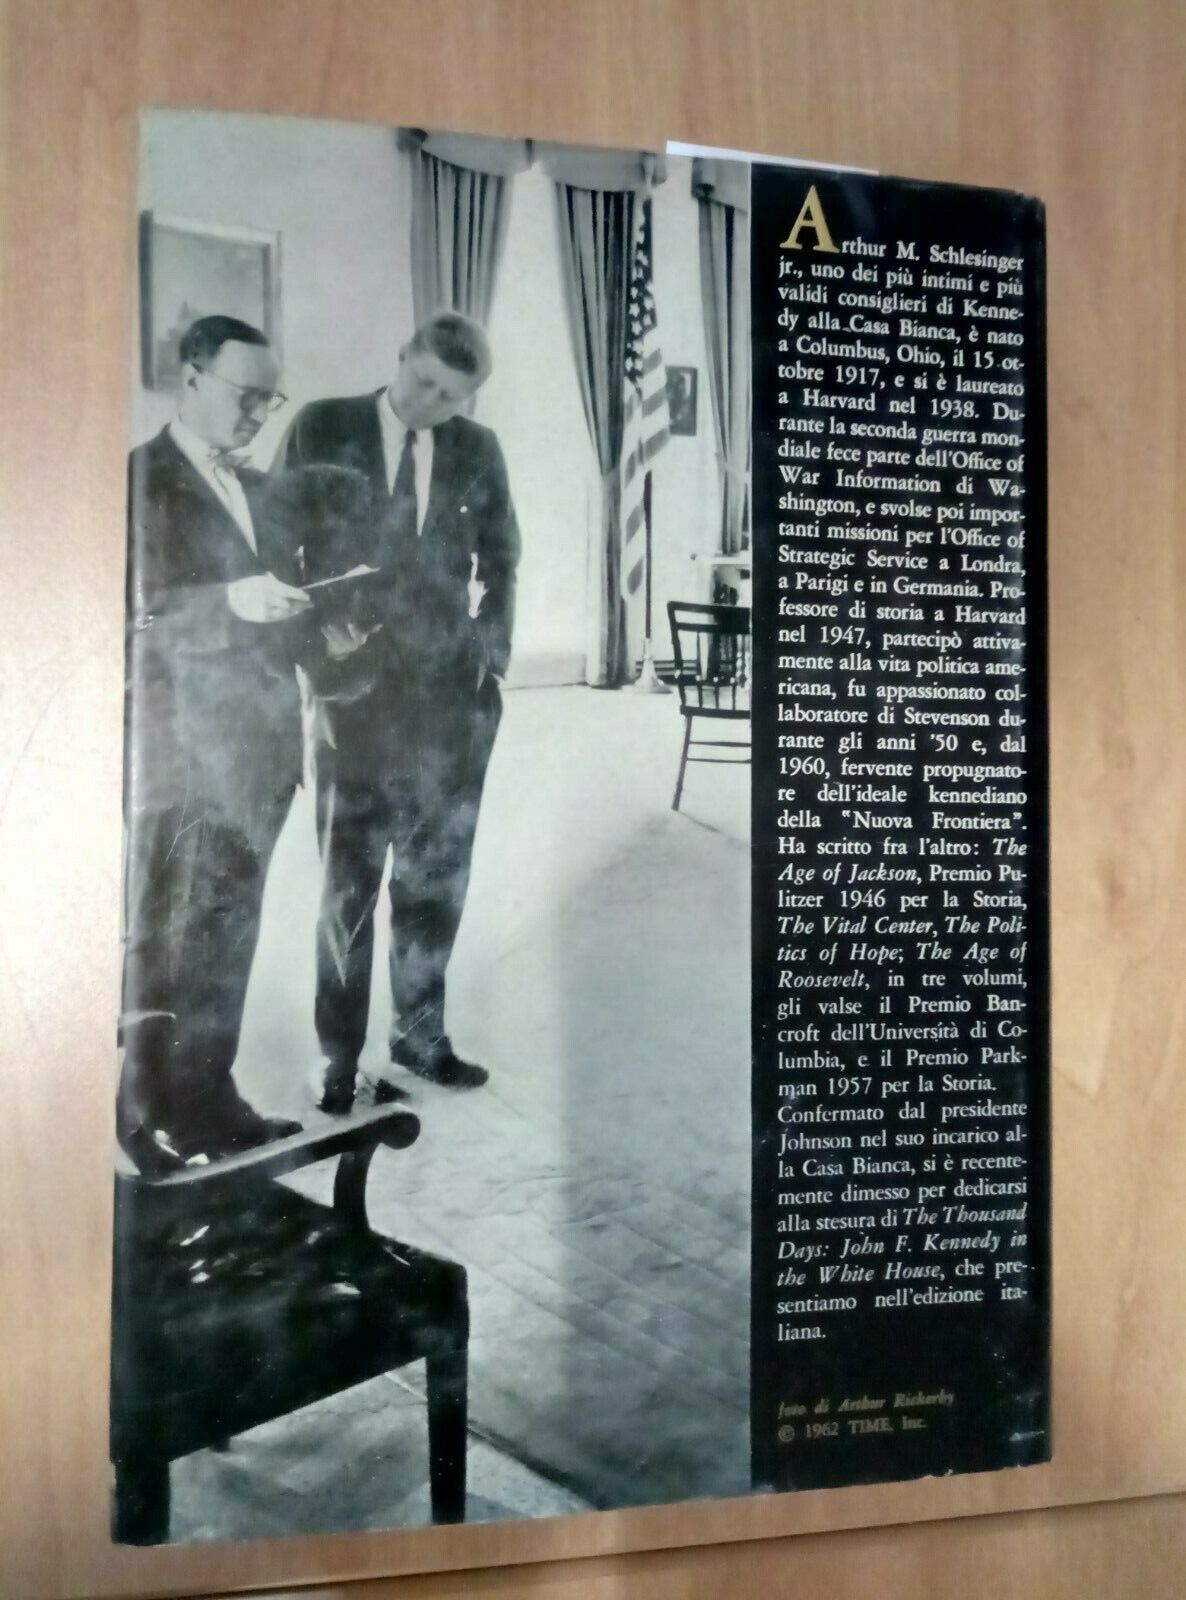 Arthur M. Schlesinger
jr., uno dei più intimi e più
validi consiglieri di Kenne-
dy alla Casa Bianca, è nato
a Columbus, Ohio, il 15 ot-
tobre 1917, e si è laureato
a Harvard nel 1938. Du-
rante la seconda guerra mon-
diale fece parte dell'Office of
War Information di Wa-
shington, e svolse poi impor-
tanti missioni per l'Office of
Strategic Service a Londra,
a Parigi e in Germania. Pro-
fessore di storia a Harvard
nel 1947, partecipò attiva-
mente alla vita politica ame-
ricana, fu appassionato col-
laboratore di Stevenson du-
rante gli anni '50 e, dal
1960, fervente propugnato-
re dell'ideale kennediano
della "Nuova Frontiera".
Ha scritto fra l'altro: The
Age of Jackson, Premio Pu-
litzer 1946 per la Storia,
The Vital Center, The Poli-
tics of Hope; The Age of
Roosevelt, in tre volumi,
gli valse il Premio Ban-
croft dell'Università di Co-
lumbia, e il Premio Park-
man 1957 per la Storia.
Confermato dal presidente
Johnson nel suo incarico al-
la Casa Bianca, si è recente-
mente dimesso per dedicarsi
alla stesura di The Thousand
Days: John F. Kennedy in
the White House, che pre-
sentiamo nell'edizione ita-
liana.
foto di Arthur Rickerby
© 1962 TIME, Inc.